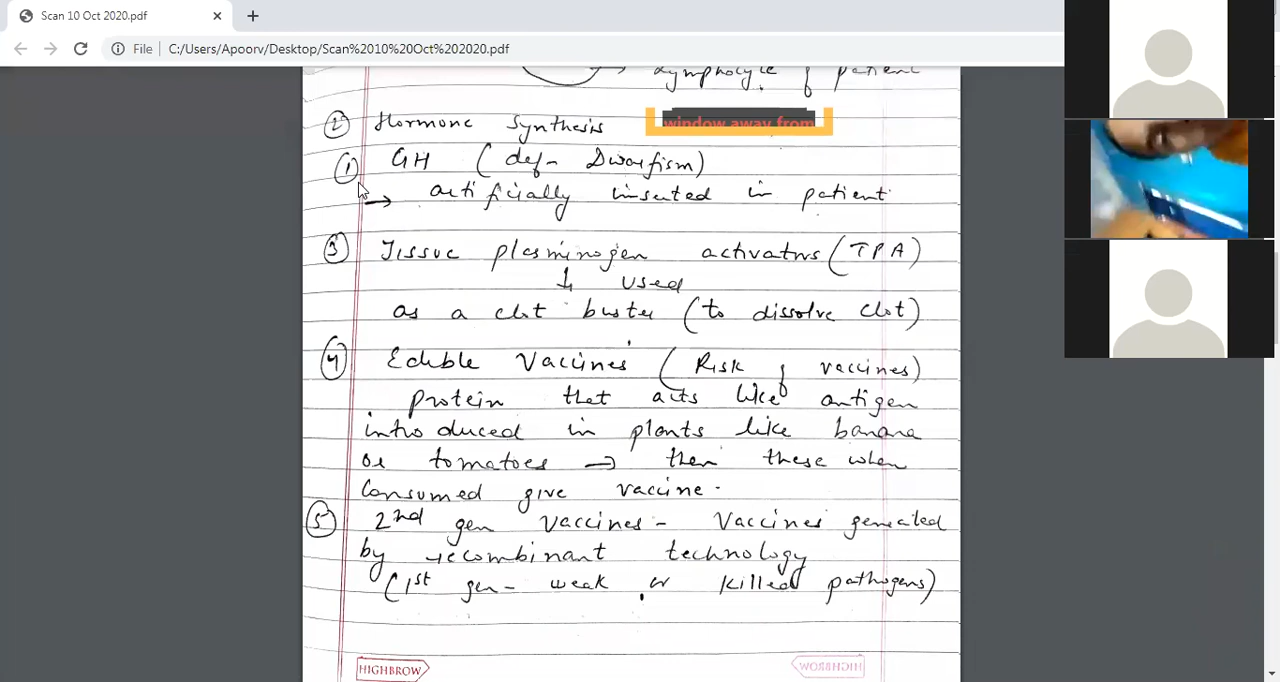 Scan 10 Oct 2020.pdf
File C:/Users/Apoorv/Desktop/Scan%2010%20Oct%202020.pdf
Lymphocyte of patient
② Hormone Synthesis
window away from
① GH (def- Dwarfism)
→ artificially inserted in patient
③ Tissue plasminogen activators (TPA)
↓ used
as a clot buster (to dissolve clot)
④ Eduble Vaccines (Risk of vaccines)
protein that acts like antigen
introduced in plants like banana
or tomatoes → then these when
Consumed give vaccine.
⑤ 2nd gen Vaccines - Vaccines generated
by recombinant technology
(1st gen - weak or killed pathogens)
HIGHBROW HIGHBROW